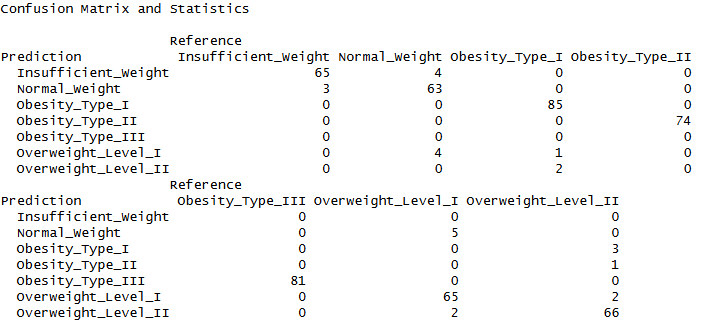 Confusion Matrix and Statistics
Reference
Prediction Insufficient_Weight Normal_Weight Obesity_Type_I Obesity_Type_II
Insufficient_Weight 65 4 0 0
Normal_Weight 3 63 0 0
Obesity_Type_I 0 0 85 0
Obesity_Type_II 0 0 0 74
Obesity_Type_III 0 0 0 0
Overweight_Level_I 0 4 1 0
Overweight_Level_II 0 0 2 0
Reference
Prediction Obesity_Type_III Overweight_Level_I Overweight_Level_II
Insufficient_Weight 0 0 0
Normal_Weight 0 5 0
Obesity_Type_I 0 0 3
Obesity_Type_II 0 0 1
Obesity_Type_III 81 0 0
Overweight_Level_I 0 65 2
Overweight_Level_II 0 2 66